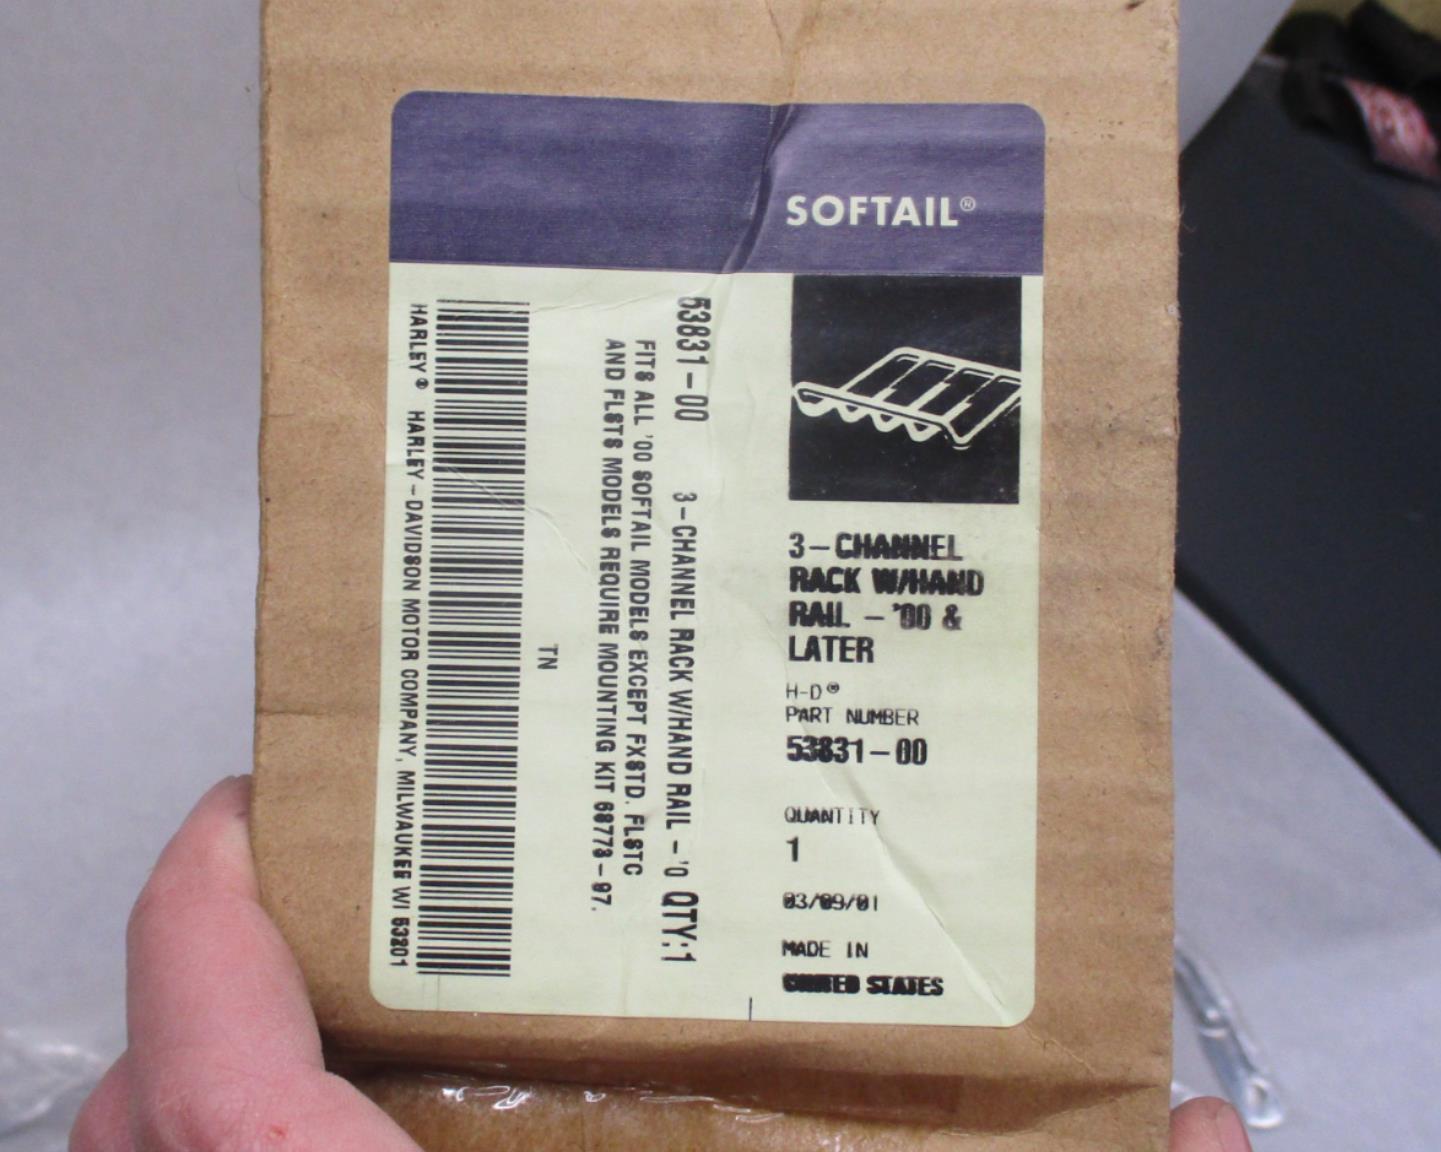 SOFTAIL®
3-CHANNEL
RACK W/HAND
RAIL - '00 &
LATER
H-D®
PART NUMBER
53831-00
QUANTITY
1
03/09/01
MADE IN
UNITED STATES
53831-00 3-CHANNEL RACK W/HAND RAIL - '0 QTY:1
FITS ALL '00 SOFTAIL MODELS EXCEPT FXSTD. FLSTC
AND FLSTS MODELS REQUIRE MOUNTING KIT 68773-97.
TN
HARLEY® HARLEY-DAVIDSON MOTOR COMPANY, MILWAUKEE WI 53201